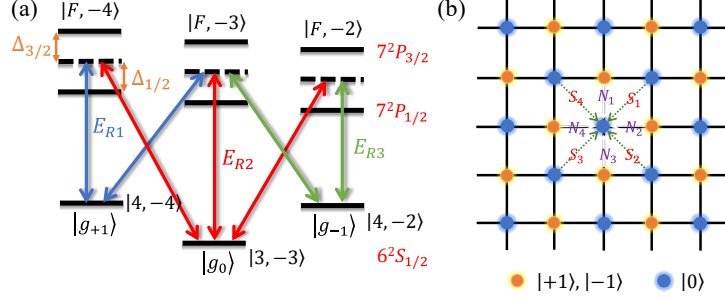 (a)
|F, −4⟩
|F, −3⟩
|F, −2⟩
Δ3/2
Δ1/2
7²P3/2
7²P1/2
ER1
ER2
ER3
|4, −4⟩
|g+1⟩
|g0⟩
|3, −3⟩
|g−1⟩
|4, −2⟩
6²S1/2
(b)
S4
N1
S1
N4
N2
S3
N3
S2
|+1⟩, |−1⟩
|0⟩